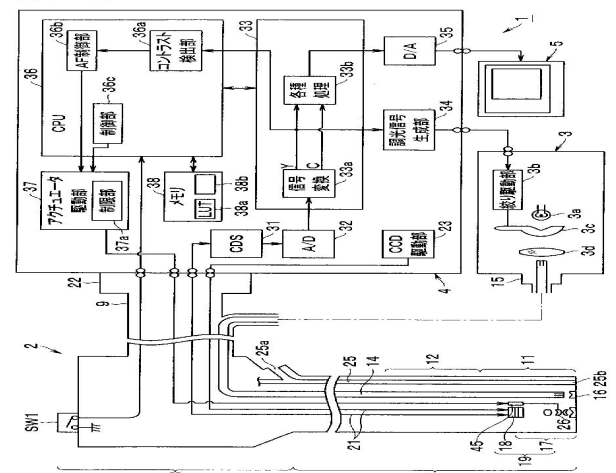 1
36
CPU
36b
AF制御部
36a
コントラスト
検出部
36c
制御部
37
アクチュエータ
駆動部
制限部
37a
38
メモリ
LUT
38a
38b
33
Y
C
信号
変換
33a
各種
処理
33b
D/A
35
調光信号
生成部
34
CDS
31
A/D
32
CCD
駆動部
23
4
5
3
絞り駆動部
3b
3a
3c
3d
15
22
9
2
SW1
25a
25
14
12
11
21
45
18
19
17
26
16
25b